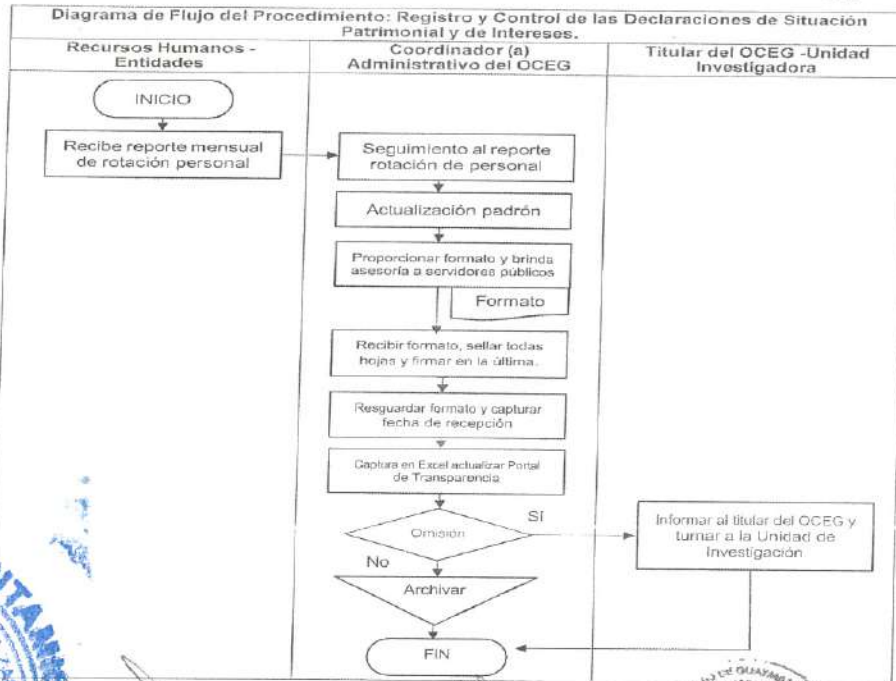 Diagrama de Flujo del Procedimiento: Registro y Control de las Declaraciones de Situación
Patrimonial y de Intereses.
Recursos Humanos -
Entidades
Coordinador (a)
Administrativo del OCEG
Titular del OCEG -Unidad
Investigadora
INICIO
Recibe reporte mensual
de rotación personal
Seguimiento al reporte
rotación de personal
Actualización padrón
Proporcionar formato y brinda
asesoría a servidores públicos
Formato
Recibir formato, sellar todas
hojas y firmar en la última.
Resguardar formato y capturar
fecha de recepción
Captura en Excel actualizar Portal
de Transparencia
Omisión
Sí
No
Informar al titular del OCEG y
turnar a la Unidad de
Investigación
Archivar
FIN